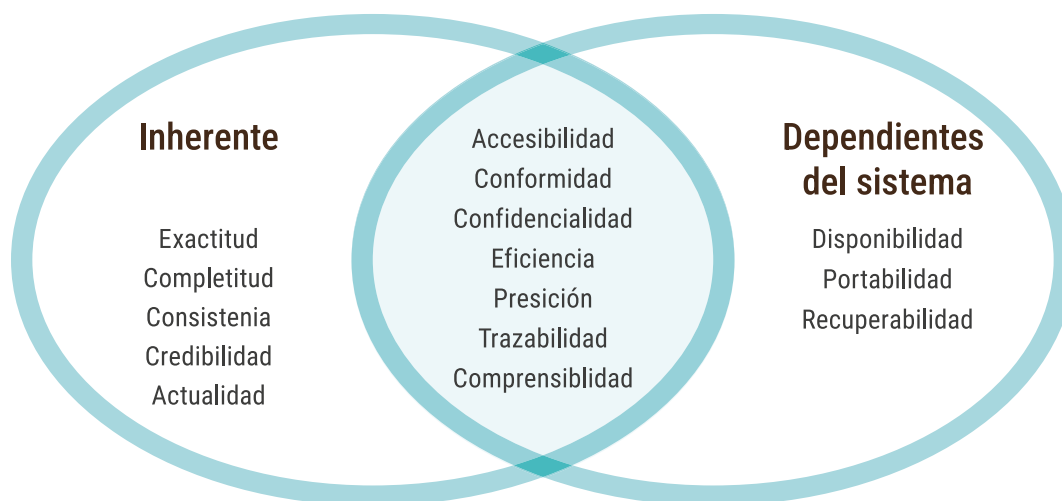 Inherente
Exactitud
Completitud
Consistenia
Credibilidad
Actualidad
Accesibilidad
Conformidad
Confidencialidad
Eficiencia
Presición
Trazabilidad
Comprensiblidad
Dependientes
del sistema
Disponibilidad
Portabilidad
Recuperabilidad